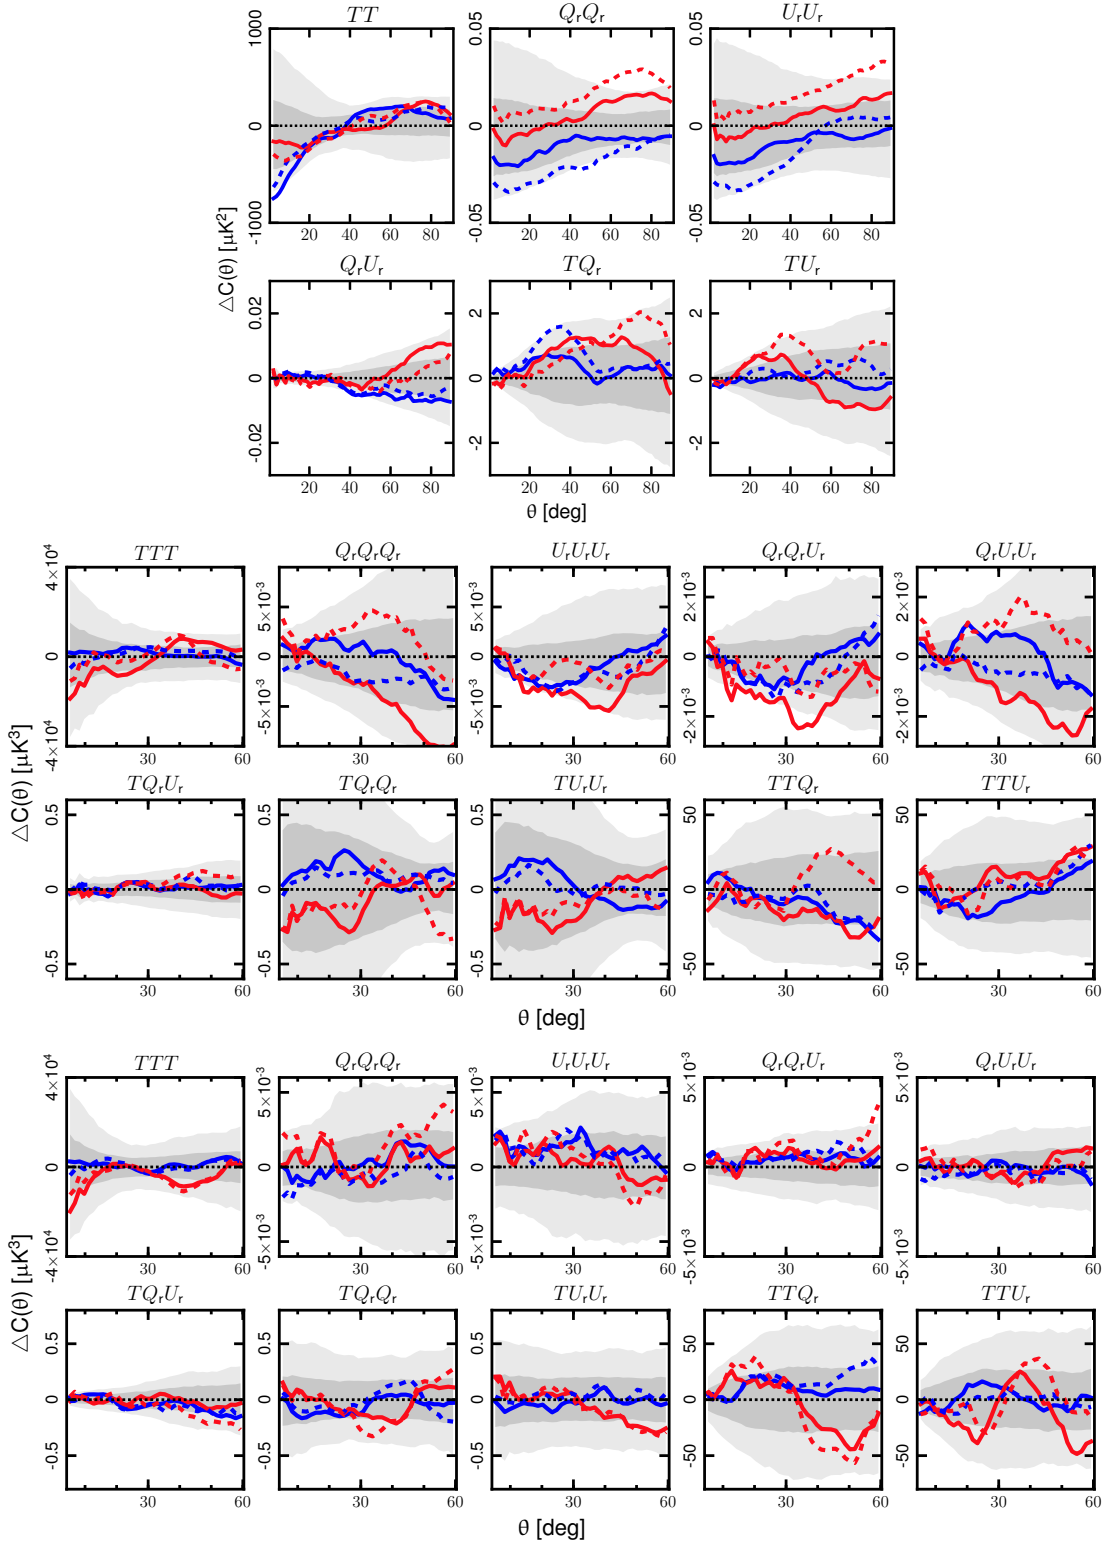 TT QrQr UrUr
1000 0 -1000
0.05 0 -0.05
0.05 0 -0.05
20 40 60 80 20 40 60 80 20 40 60 80
△C(θ) [μK²]
QrUr TQr TUr
0.02 0 -0.02
2 0 -2
2 0 -2
20 40 60 80 20 40 60 80 20 40 60 80
θ [deg]
TTT QrQrQr UrUrUr QrQrUr QrUrUr
4×10⁴ 0 -4×10⁴
5×10⁻³ 0 -5×10⁻³
5×10⁻³ 0 -5×10⁻³
2×10⁻³ 0 -2×10⁻³
2×10⁻³ 0 -2×10⁻³
30 60 30 60 30 60 30 60 30 60
△C(θ) [μK³]
TQrUr TQrQr TUrUr TTQr TTUr
0.5 0 -0.5
0.5 0 -0.5
0.5 0 -0.5
50 0 -50
50 0 -50
30 60 30 60 30 60 30 60 30 60
θ [deg]
TTT QrQrQr UrUrUr QrQrUr QrUrUr
4×10⁴ 0 -4×10⁴
5×10⁻³ 0 -5×10⁻³
5×10⁻³ 0 -5×10⁻³
5×10⁻³ 0 -5×10⁻³
5×10⁻³ 0 -5×10⁻³
30 60 30 60 30 60 30 60 30 60
△C(θ) [μK³]
TQrUr TQrQr TUrUr TTQr TTUr
0.5 0 -0.5
0.5 0 -0.5
0.5 0 -0.5
50 0 -50
50 0 -50
30 60 30 60 30 60 30 60 30 60
θ [deg]